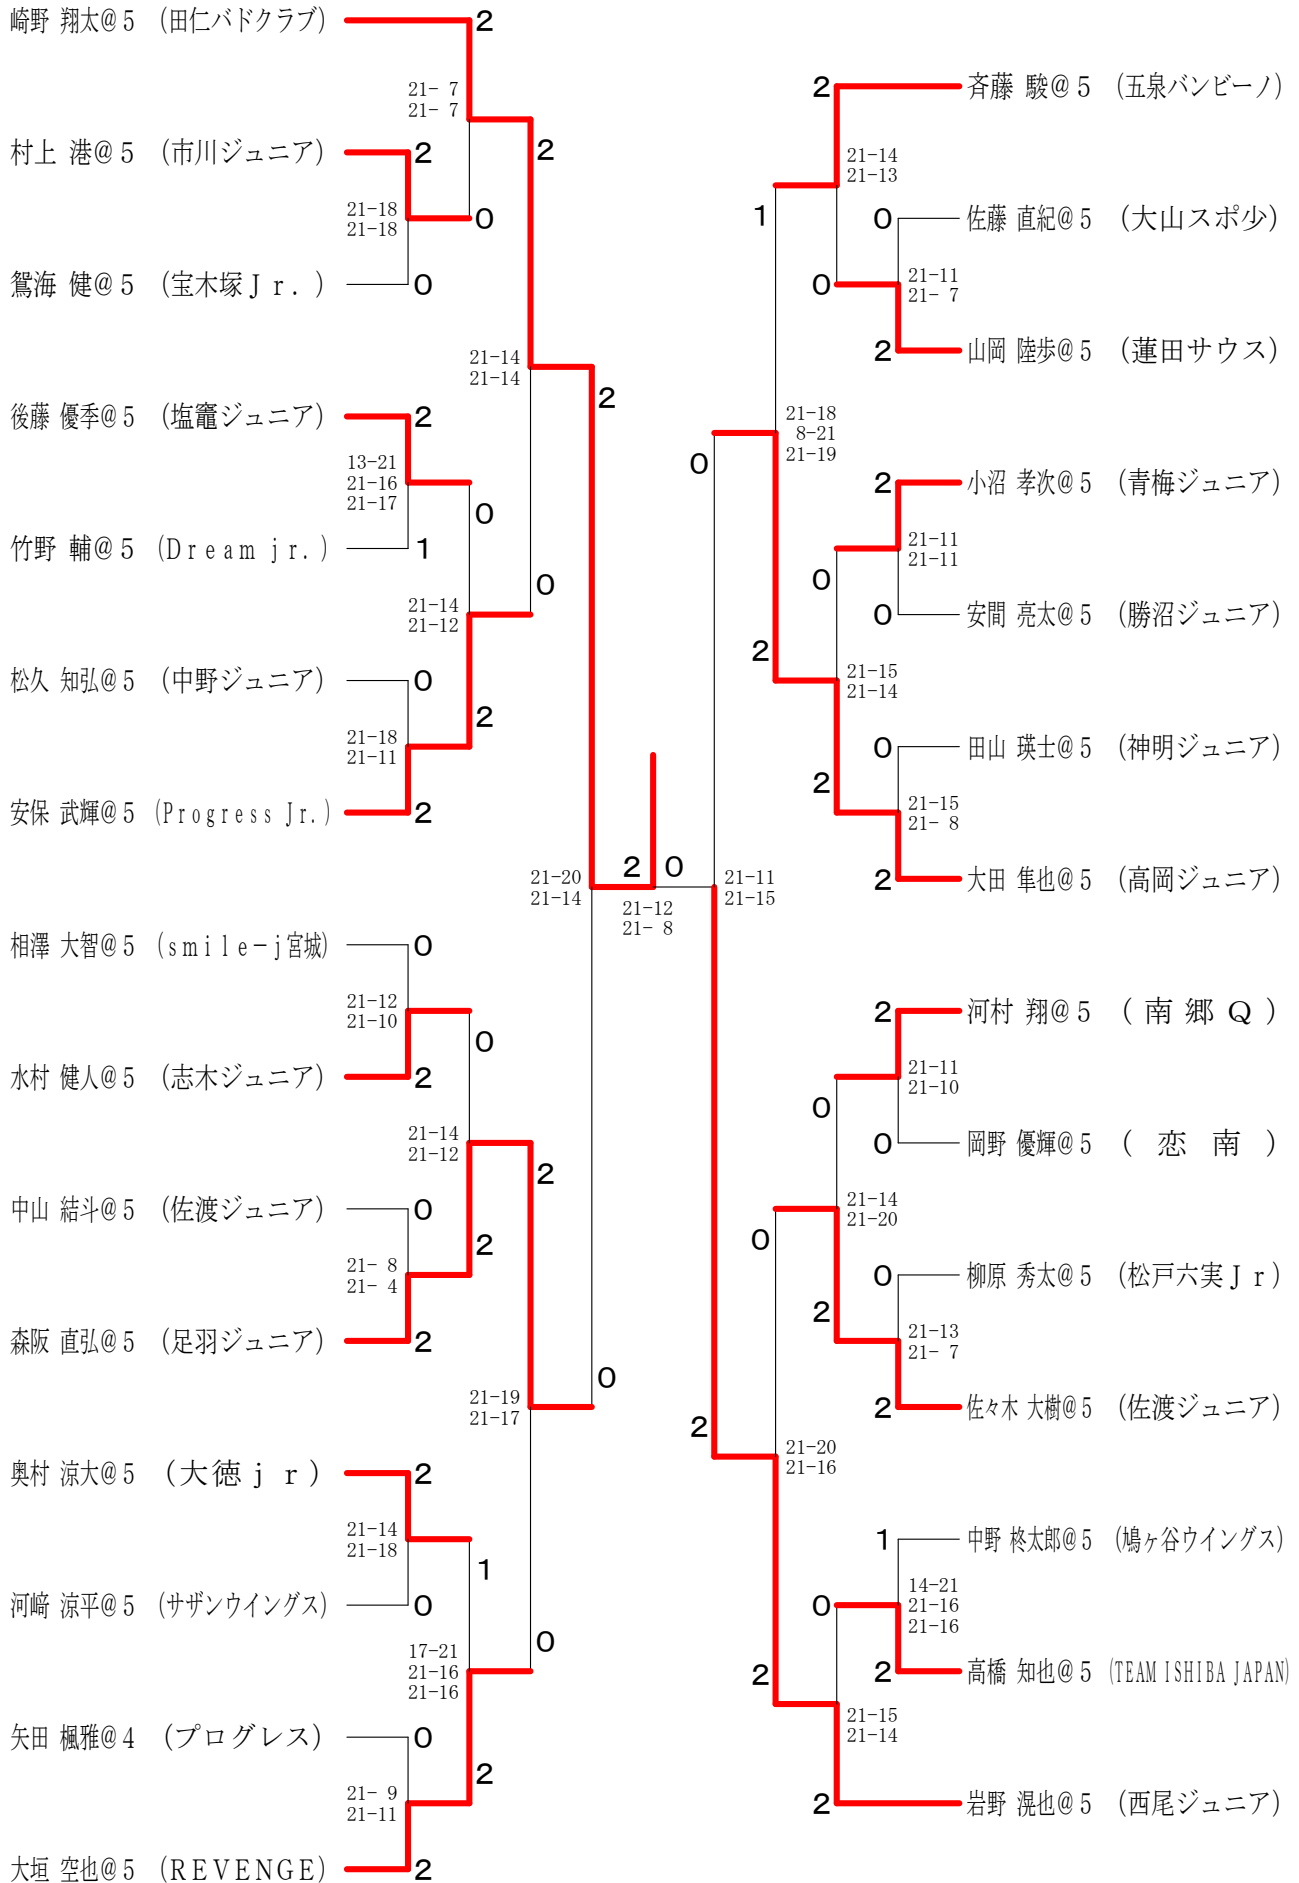 崎野 翔太@5 (田仁バドクラブ) 2
21- 7
21- 7
村上 港@5 (市川ジュニア) 2
2
21-18
21-18
0
鴛海 健@5 (宝木塚Ｊｒ．) 0
21-14
21-14
2
後藤 優季@5 (塩竈ジュニア) 2
13-21
21-16
21-17
0
竹野 輔@5 (Dream jr.) 1
0
21-14
21-12
松久 知弘@5 (中野ジュニア) 0
2
21-18
21-11
安保 武輝@5 (Progress Jr.) 2
21-20
21-14
相澤 大智@5 (smile-j宮城) 0
21-12
21-10
0
水村 健人@5 (志木ジュニア) 2
21-14
21-12
2
中山 結斗@5 (佐渡ジュニア) 0
2
21- 8
21- 4
森阪 直弘@5 (足羽ジュニア) 2
0
21-19
21-17
奥村 涼大@5 (大徳ｊｒ) 2
21-14
21-18
1
河﨑 涼平@5 (サザンウイングス) 0
0
17-21
21-16
21-16
矢田 楓雅@4 (プログレス) 0
2
21- 9
21-11
大垣 空也@5 (REVENGE) 2
2 0
21-12
21- 8
2 斉藤 駿@5 (五泉バンビーノ)
21-14
21-13
1
0 佐藤 直紀@5 (大山スポ少)
0
21-11
21- 7
2 山岡 陸歩@5 (蓮田サウス)
21-18
8-21
21-19
0
2 小沼 孝次@5 (青梅ジュニア)
21-11
21-11
0
0 安間 亮太@5 (勝沼ジュニア)
2
21-15
21-14
0 田山 瑛士@5 (神明ジュニア)
2
21-15
21- 8
2 大田 隼也@5 (高岡ジュニア)
21-11
21-15
2 河村 翔@5 (南郷Ｑ)
21-11
21-10
0
0 岡野 優輝@5 (恋南)
21-14
21-20
0
0 柳原 秀太@5 (松戸六実Ｊｒ)
2
21-13
21- 7
2 佐々木 大樹@5 (佐渡ジュニア)
2
21-20
21-16
1 中野 柊太郎@5 (鳩ヶ谷ウイングス)
14-21
21-16
21-16
0
2 高橋 知也@5 (TEAM ISHIBA JAPAN)
2
21-15
21-14
2 岩野 滉也@5 (西尾ジュニア)